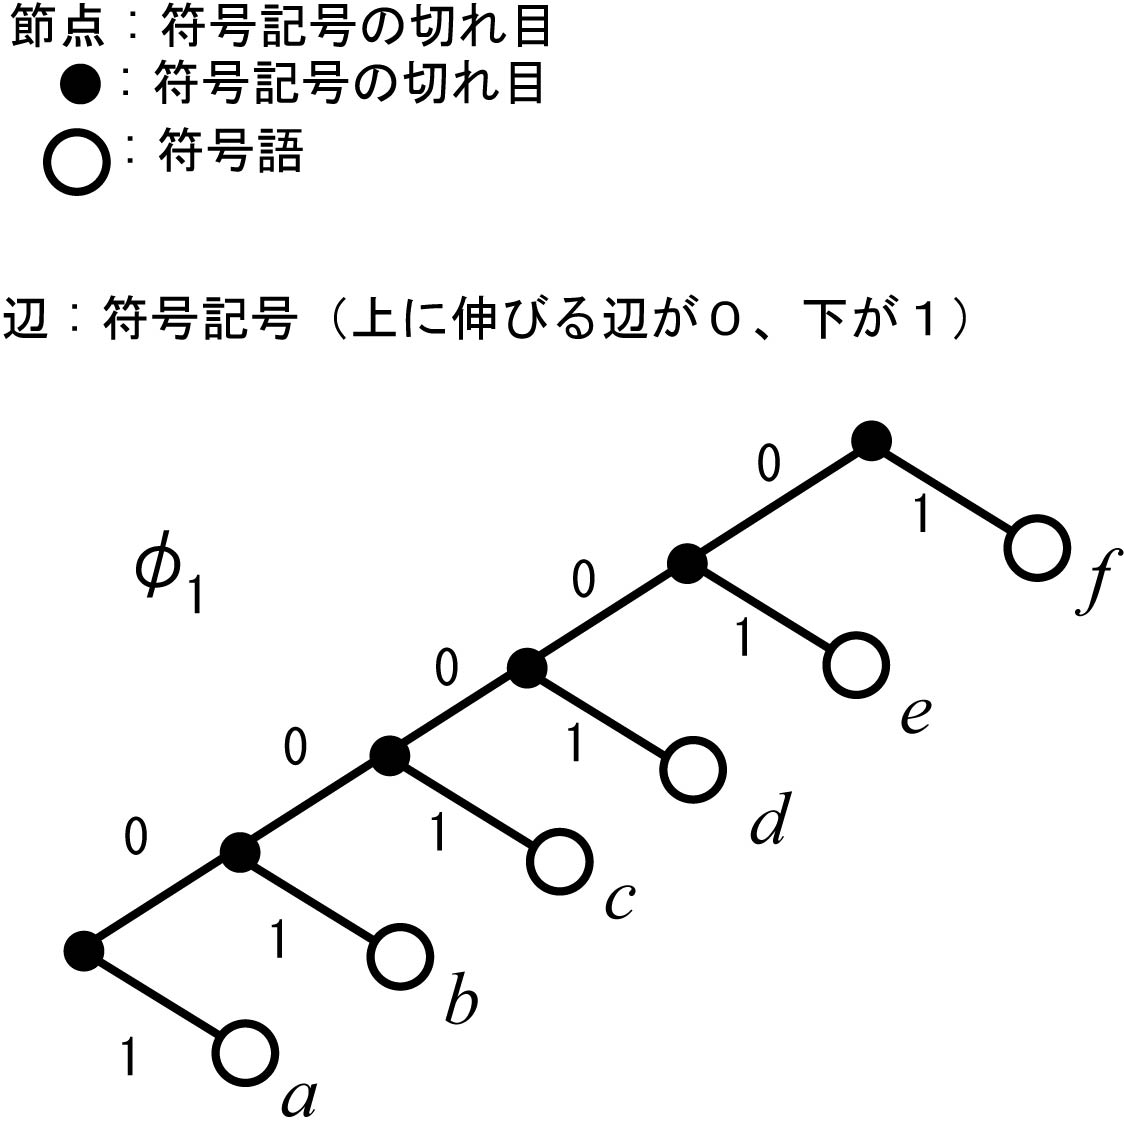 節点：符号記号の切れ目
●：符号記号の切れ目
○：符号語
辺：符号記号（上に伸びる辺が０、下が１）
0
1
f
ϕ1
0
1
e
0
1
d
0
1
c
0
1
b
1
a